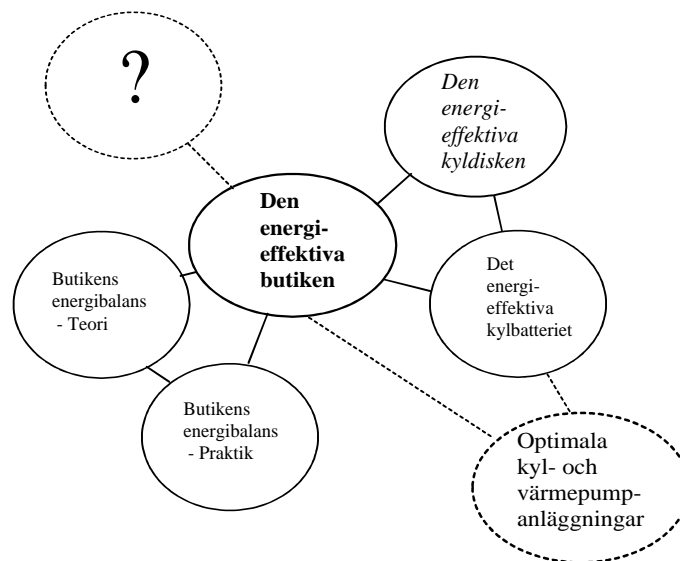 ?
Den
energi-
effektiva
kyldisken
Den
energi-
effektiva
butiken
Det
energi-
effektiva
kylbatteriet
Butikens
energibalans
- Teori
Butikens
energibalans
- Praktik
Optimala
kyl- och
värmepump-
anläggningar